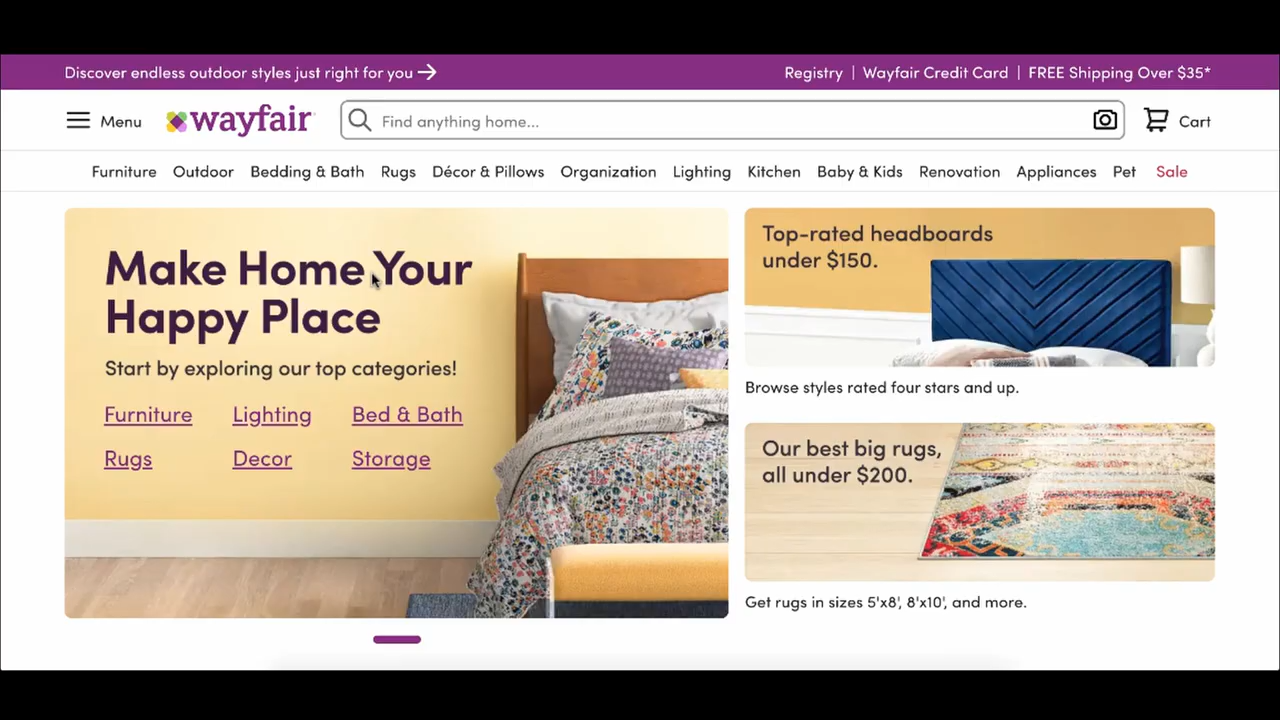 Discover endless outdoor styles just right for you
Registry | Wayfair Credit Card | FREE Shipping Over $35*
Menu
wayfair
Find anything home...
Cart
Furniture Outdoor Bedding & Bath Rugs Décor & Pillows Organization Lighting Kitchen Baby & Kids Renovation Appliances Pet Sale
Make Home Your
Happy Place
Start by exploring our top categories!
Furniture Lighting Bed & Bath
Rugs Decor Storage
Top-rated headboards
under $150.
Browse styles rated four stars and up.
Our best big rugs,
all under $200.
Get rugs in sizes 5'x8', 8'x10', and more.